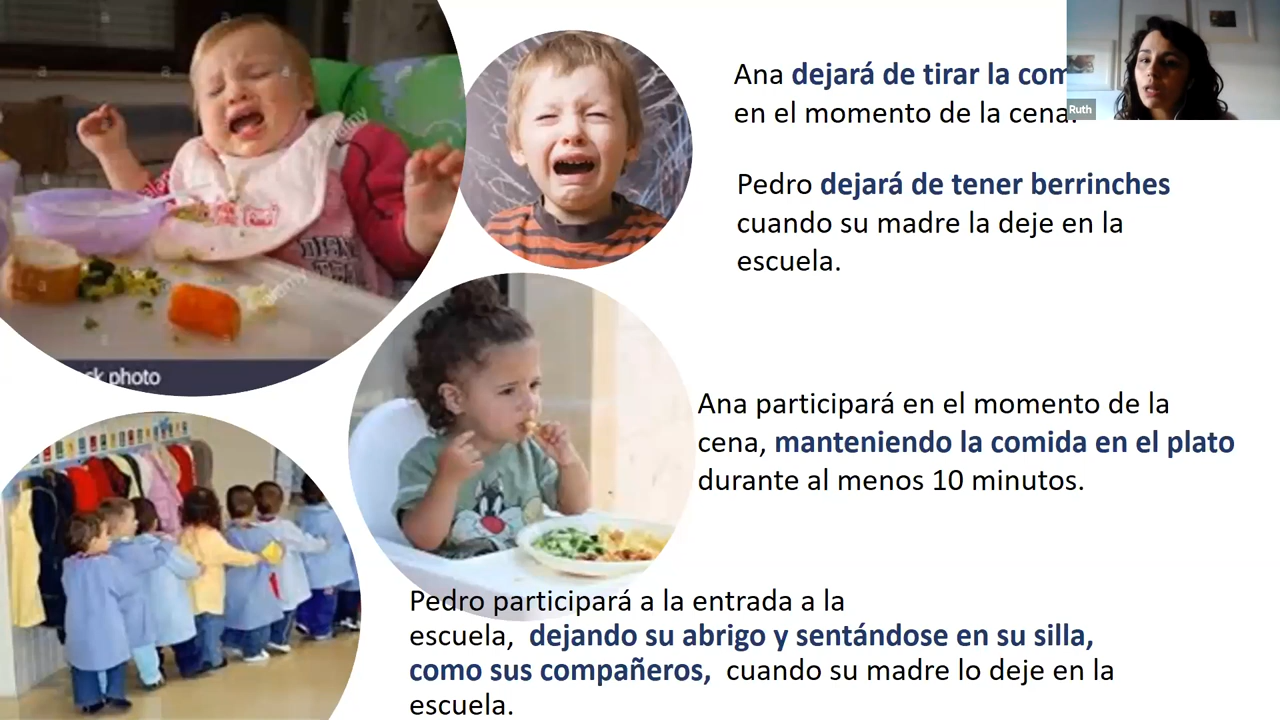 Ana dejará de tirar la com
en el momento de la cena.
Ruth
Pedro dejará de tener berrinches
cuando su madre la deje en la
escuela.
ck photo
Ana participará en el momento de la
cena, manteniendo la comida en el plato
durante al menos 10 minutos.
Pedro participará a la entrada a la
escuela, dejando su abrigo y sentándose en su silla,
como sus compañeros, cuando su madre lo deje en la
escuela.